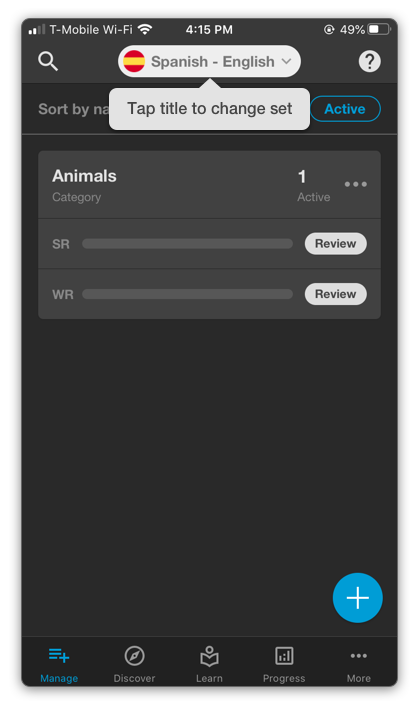 T-Mobile Wi-Fi 4:15 PM 49%
Spanish - English
Tap title to change set
Sort by na
Active
Animals 1
Category Active
SR Review
WR Review
Manage Discover Learn Progress More